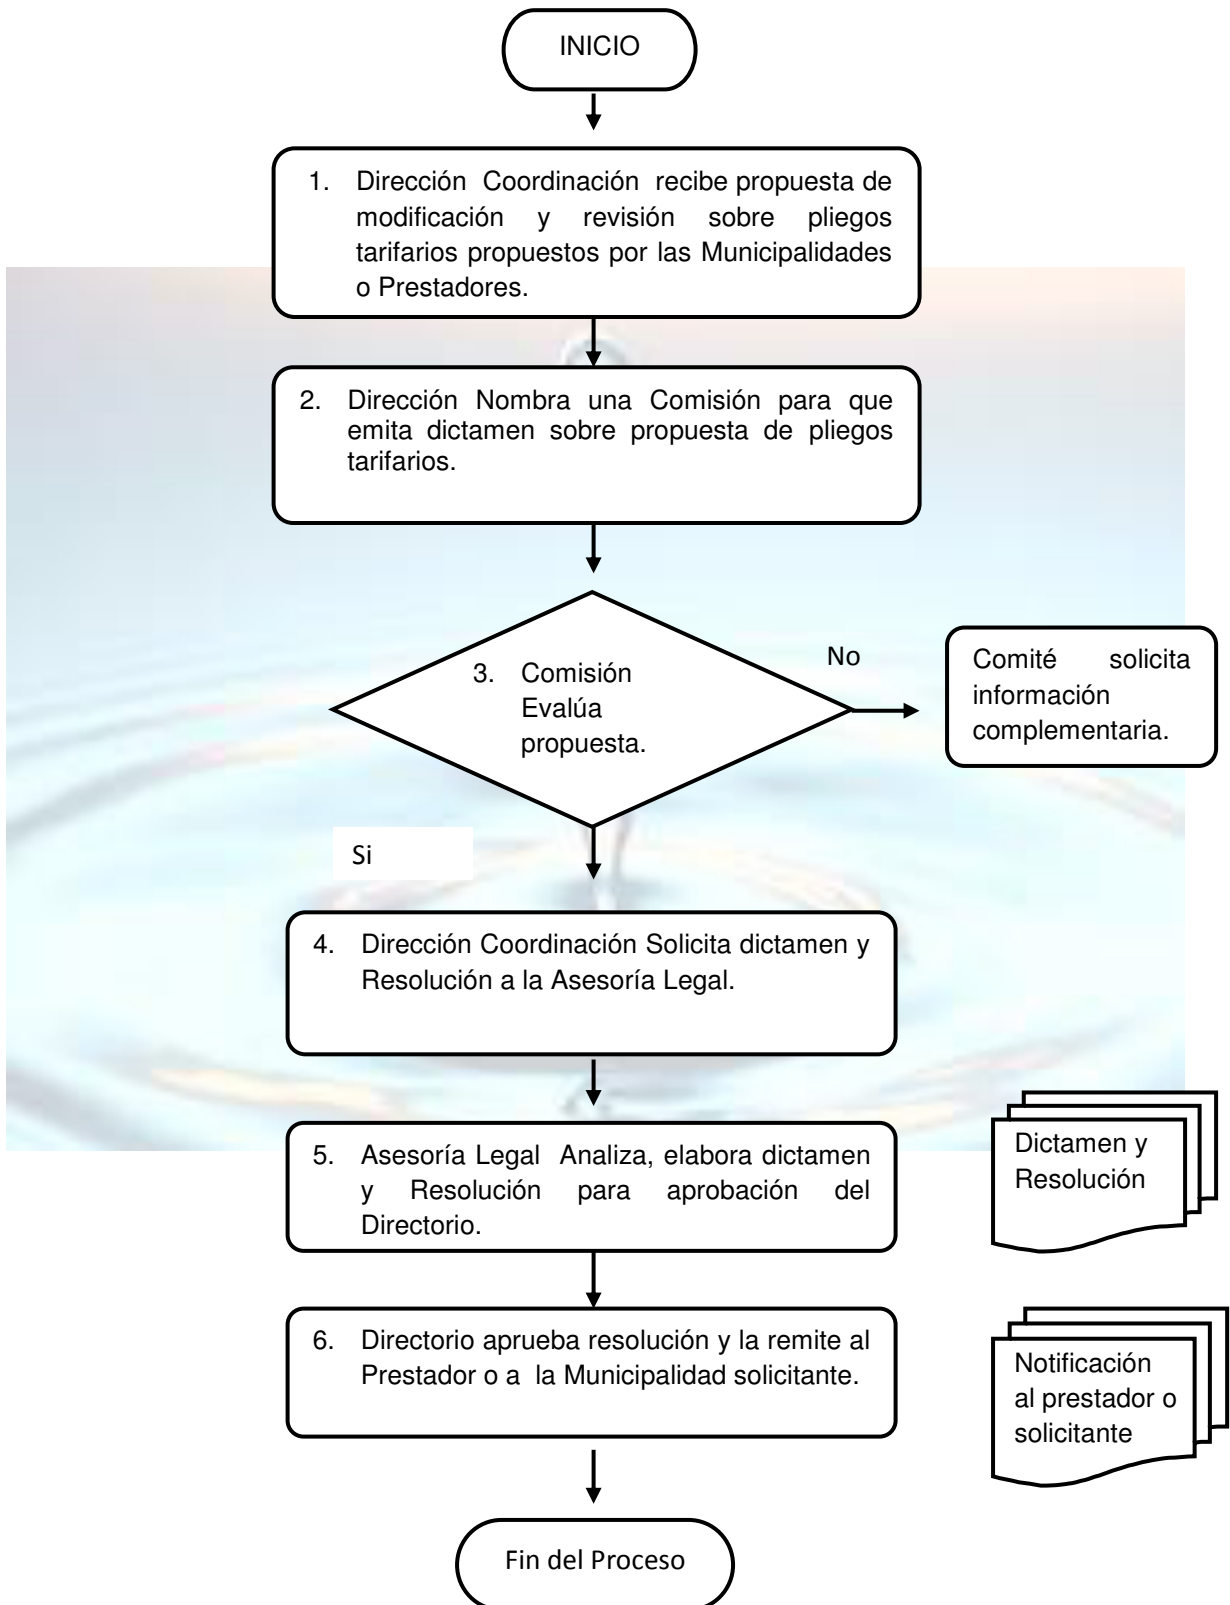 INICIO
1. Dirección Coordinación recibe propuesta de
modificación y revisión sobre pliegos
tarifarios propuestos por las Municipalidades
o Prestadores.
2. Dirección Nombra una Comisión para que
emita dictamen sobre propuesta de pliegos
tarifarios.
3. Comisión
Evalúa
propuesta.
No
Comité solicita
información
complementaria.
Si
4. Dirección Coordinación Solicita dictamen y
Resolución a la Asesoría Legal.
5. Asesoría Legal Analiza, elabora dictamen
y Resolución para aprobación del
Directorio.
Dictamen y
Resolución
6. Directorio aprueba resolución y la remite al
Prestador o a la Municipalidad solicitante.
Notificación
al prestador o
solicitante
Fin del Proceso